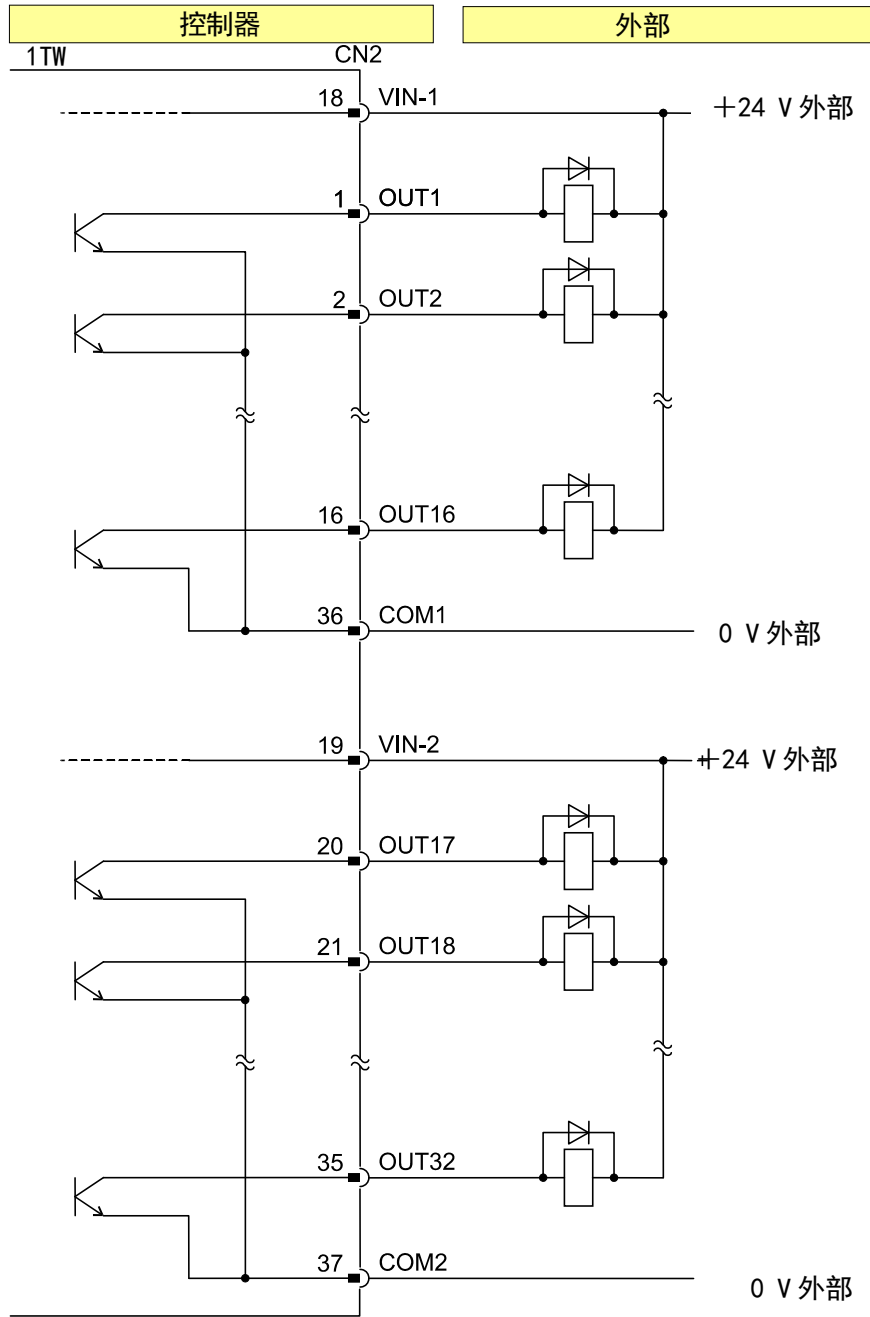 控制器 外部
1TW CN2
18 VIN-1 ＋24 V 外部
1 OUT1
2 OUT2
16 OUT16
36 COM1 0 V 外部
19 VIN-2 ＋24 V 外部
20 OUT17
21 OUT18
35 OUT32
37 COM2 0 V 外部